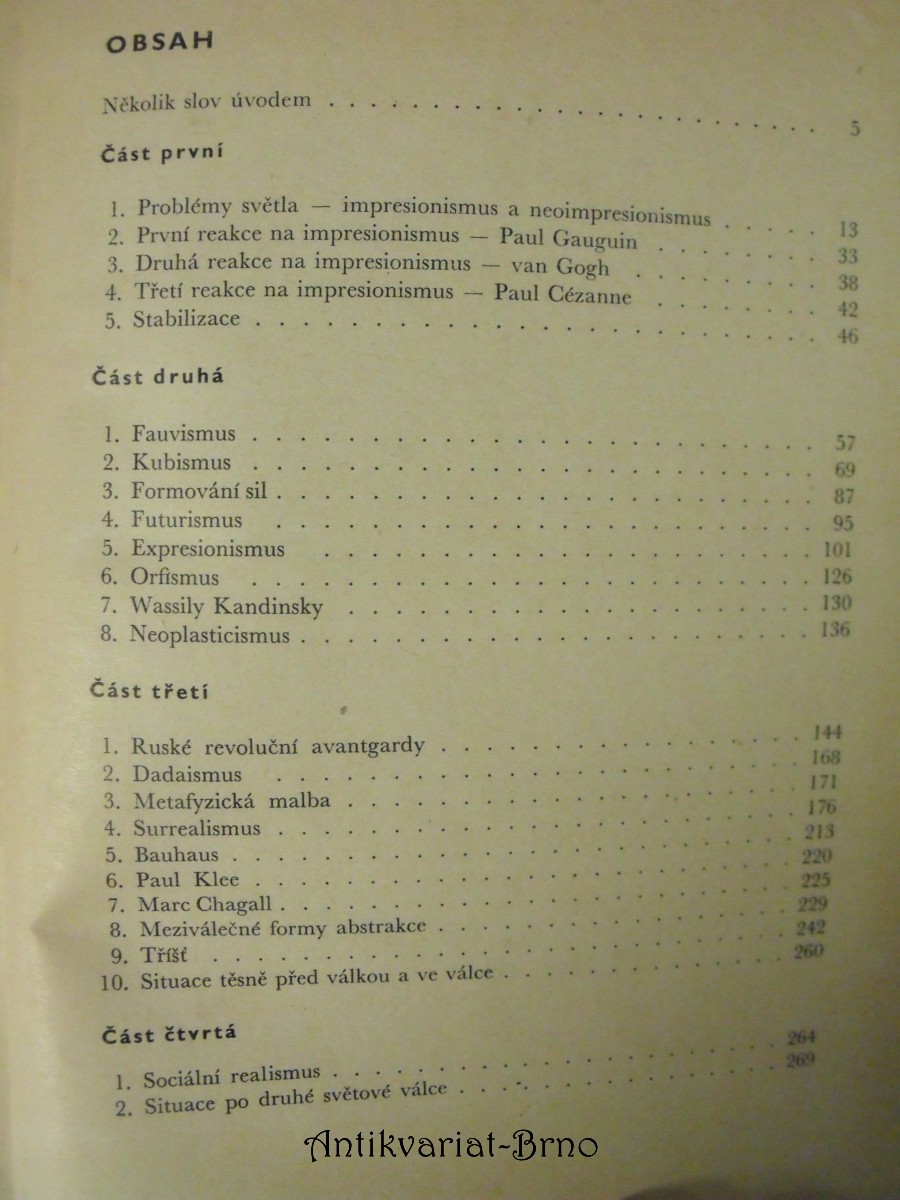 OBSAH
Několik slov úvodem . . . . . . . . . . . . . . . . . . . 5
Část první
1. Problémy světla — impresionismus a neoimpresionismus . . . . . 13
2. První reakce na impresionismus — Paul Gauguin . . . . . . . 33
3. Druhá reakce na impresionismus — van Gogh . . . . . . . . 38
4. Třetí reakce na impresionismus — Paul Cézanne . . . . . . . 42
5. Stabilizace . . . . . . . . . . . . . . . . . . 46
Část druhá
1. Fauvismus . . . . . . . . . . . . . . . . . . 57
2. Kubismus . . . . . . . . . . . . . . . . . . 69
3. Formování sil . . . . . . . . . . . . . . . . . 87
4. Futurismus . . . . . . . . . . . . . . . . . 95
5. Expresionismus . . . . . . . . . . . . . . . 101
6. Orfismus . . . . . . . . . . . . . . . . . . 126
7. Wassily Kandinsky . . . . . . . . . . . . . . 130
8. Neoplasticismus . . . . . . . . . . . . . . . . 136
Část třetí
1. Ruské revoluční avantgardy . . . . . . . . . . . . 144
2. Dadaismus . . . . . . . . . . . . . . . . . 168
3. Metafyzická malba . . . . . . . . . . . . . . 171
4. Surrealismus . . . . . . . . . . . . . . . . . 176
5. Bauhaus . . . . . . . . . . . . . . . . . . 213
6. Paul Klee . . . . . . . . . . . . . . . . . . 220
7. Marc Chagall . . . . . . . . . . . . . . . . . 225
8. Meziválečné formy abstrakce . . . . . . . . . . . . 229
9. Tříšť . . . . . . . . . . . . . . . . . . . 242
10. Situace těsně před válkou a ve válce . . . . . . . . . . 260
Část čtvrtá
1. Sociální realismus . . . . . . . . . . . . . . . 264
2. Situace po druhé světové válce . . . . . . . . . . . 269
Antikvariat-Brno